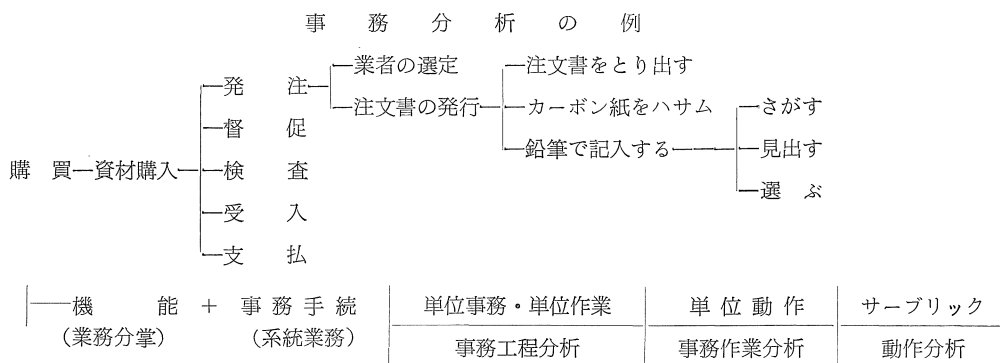 事務分析の例
業者の選定 注文書をとり出す
発注
注文書の発行 カーボン紙をハサム さがす
督促
鉛筆で記入する 見出す
購買 資材購入 検査
選ぶ
受入
支払
機能 + 事務手続 単位事務・単位作業 単位動作 サーブリック
(業務分掌) (系統業務) 事務工程分析 事務作業分析 動作分析